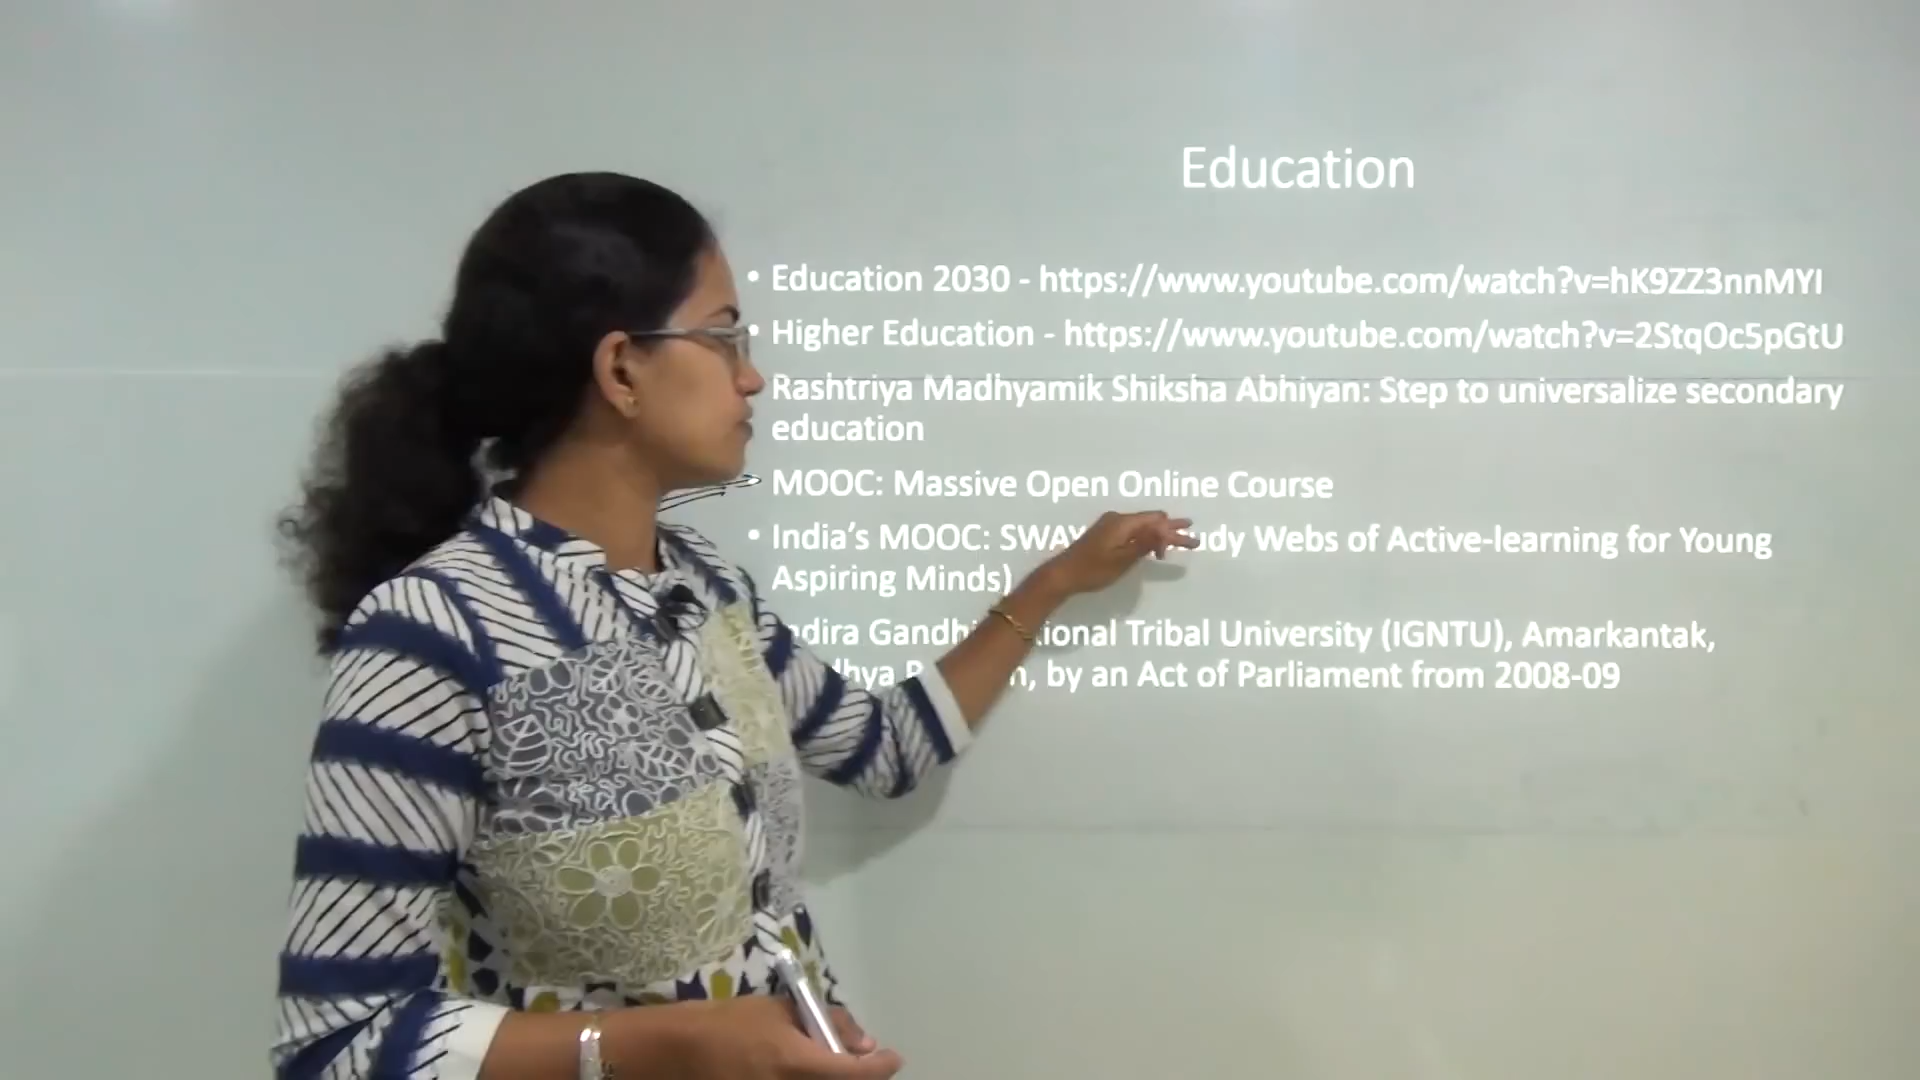 Education
• Education 2030 - https://www.youtube.com/watch?v=hK9ZZ3nnMYI
• Higher Education - https://www.youtube.com/watch?v=2StqOc5pGtU
Rashtriya Madhyamik Shiksha Abhiyan: Step to universalize secondary
education
MOOC: Massive Open Online Course
• India's MOOC: Webs of Active-learning for Young
Aspiring Minds)
Tribal University (IGNTU), Amarkantak,
by an Act of Parliament from 2008-09